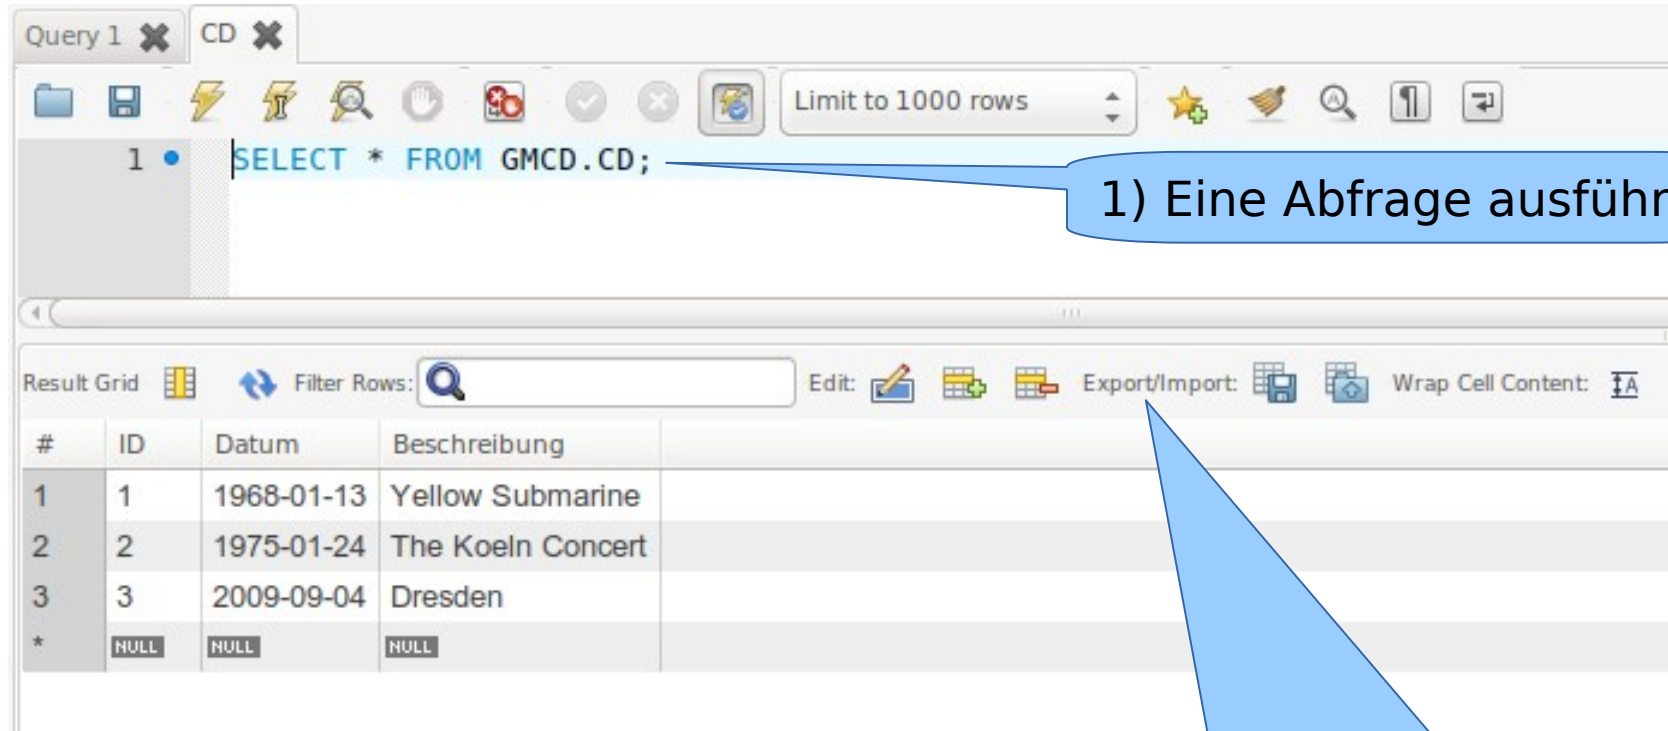 Query 1 CD
Limit to 1000 rows
1 SELECT * FROM GMCD.CD;
1) Eine Abfrage ausführ
Result Grid Filter Rows: Edit: Export/Import: Wrap Cell Content:
# ID Datum Beschreibung
1 1 1968-01-13 Yellow Submarine
2 2 1975-01-24 The Koeln Concert
3 3 2009-09-04 Dresden
* NULL NULL NULL